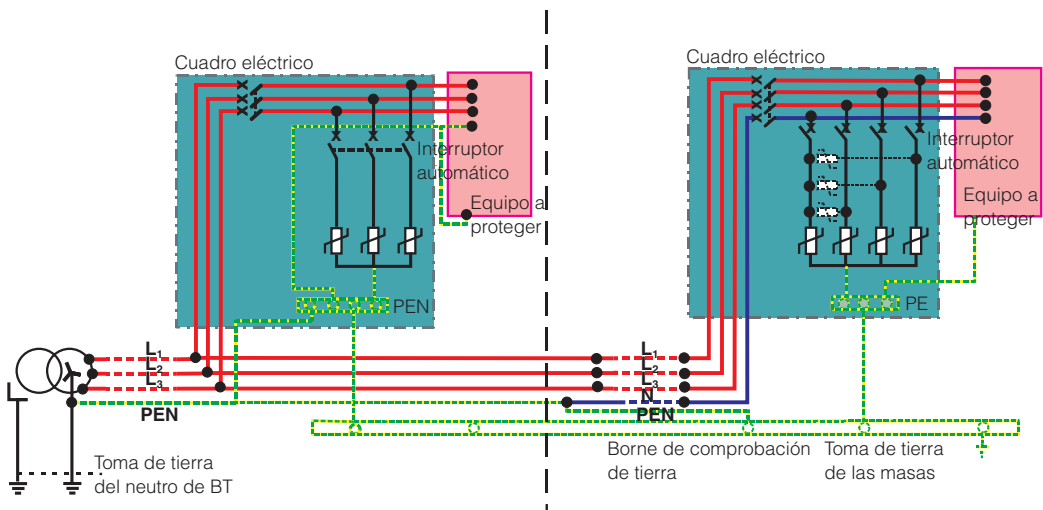 Cuadro eléctrico
Interruptor
automático
Equipo a
proteger
PEN
L1
L2
L3
PEN
Toma de tierra
del neutro de BT
Cuadro eléctrico
Interruptor
automático
Equipo a
proteger
PE
L1
L2
L3
N
PEN
Borne de comprobación
de tierra
Toma de tierra
de las masas